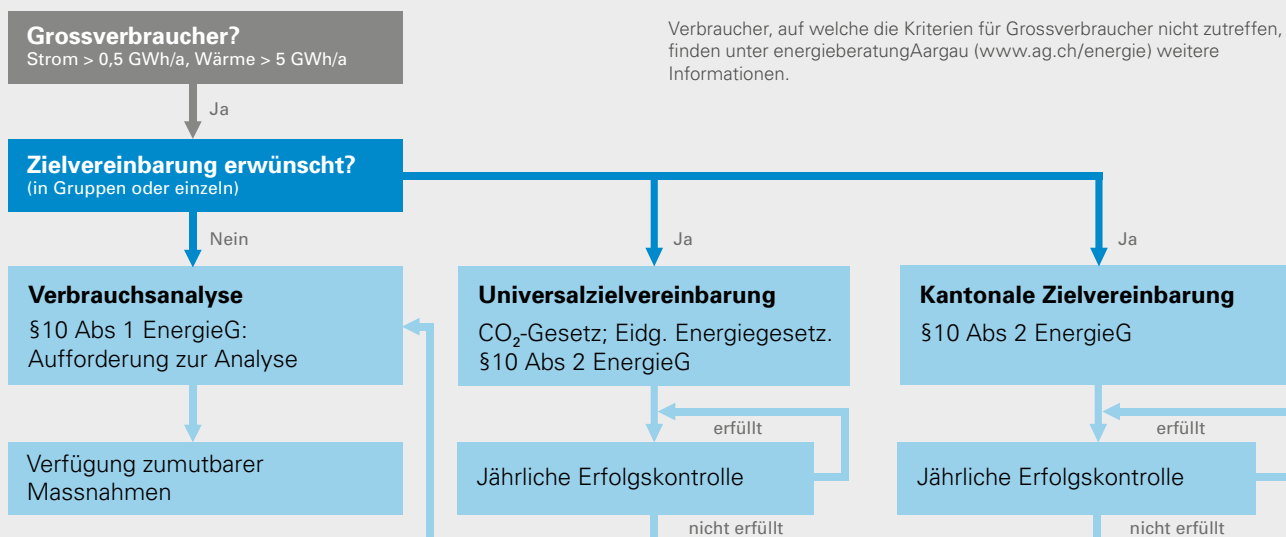 Grossverbraucher?
Strom > 0,5 GWh/a, Wärme > 5 GWh/a
Verbraucher, auf welche die Kriterien für Grossverbraucher nicht zutreffen,
finden unter energieberatungAargau (www.ag.ch/energie) weitere
Informationen.
Ja
Zielvereinbarung erwünscht?
(in Gruppen oder einzeln)
Nein
Ja
Ja
Verbrauchsanalyse
§10 Abs 1 EnergieG:
Aufforderung zur Analyse
Universalzielvereinbarung
CO₂-Gesetz; Eidg. Energiegesetz.
§10 Abs 2 EnergieG
Kantonale Zielvereinbarung
§10 Abs 2 EnergieG
erfüllt
erfüllt
Verfügung zumutbarer
Massnahmen
Jährliche Erfolgskontrolle
Jährliche Erfolgskontrolle
nicht erfüllt
nicht erfüllt